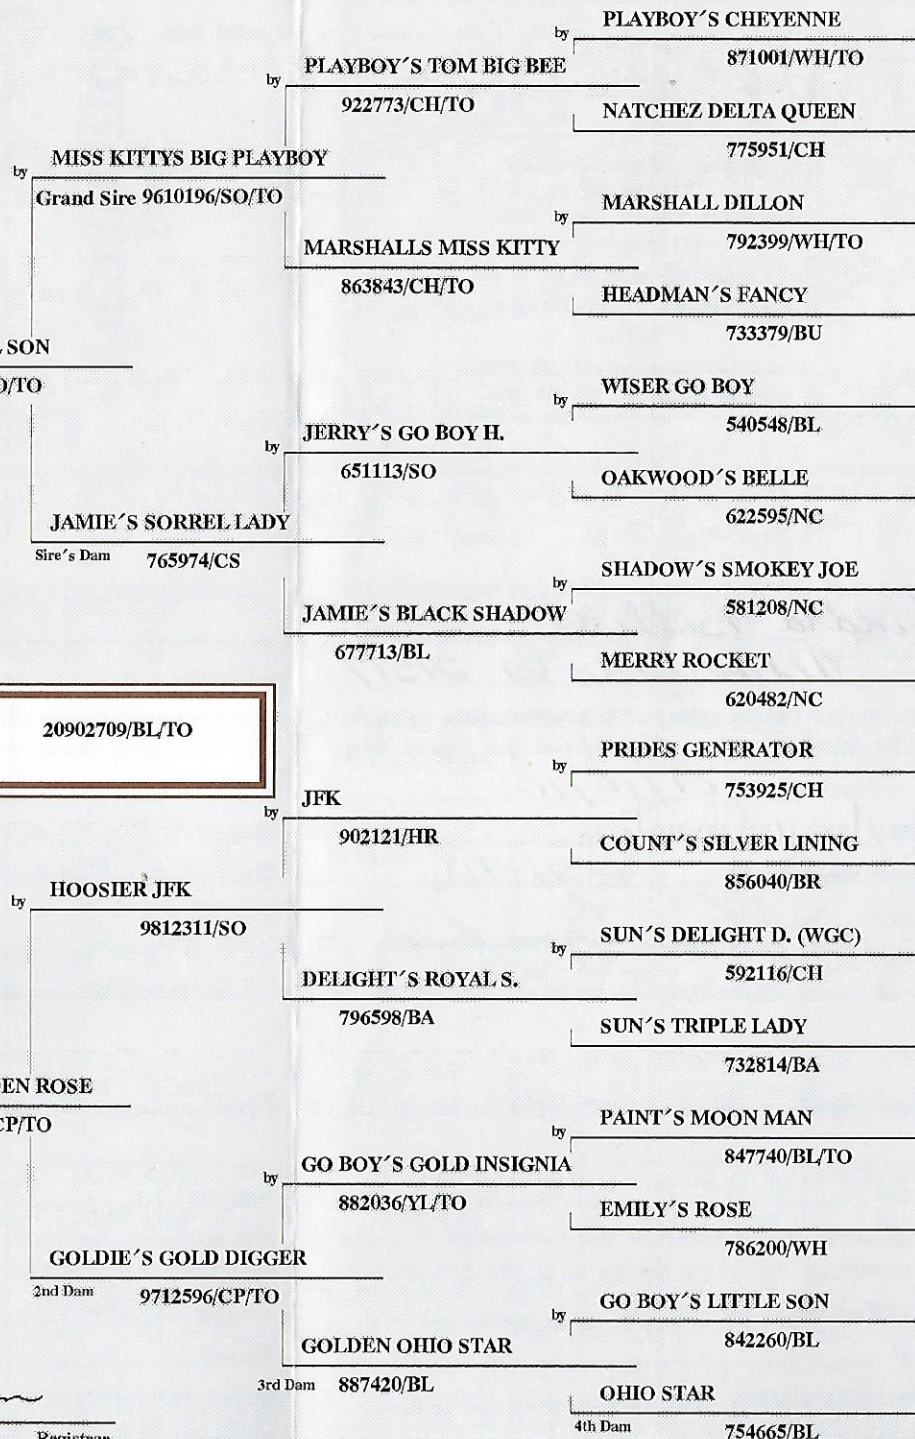 by
PLAYBOY´S CHEYENNE
871001/WH/TO
by
PLAYBOY´S TOM BIG BEE
922773/CH/TO
NATCHEZ DELTA QUEEN
775951/CH
by
MISS KITTYS BIG PLAYBOY
Grand Sire 9610196/SO/TO
by
MARSHALL DILLON
792399/WH/TO
MARSHALLS MISS KITTY
863843/CH/TO
HEADMAN´S FANCY
733379/BU
SON
/TO
by
WISER GO BOY
540548/BL
by
JERRY´S GO BOY H.
651113/SO
OAKWOOD´S BELLE
622595/NC
JAMIE´S SORREL LADY
Sire's Dam 765974/CS
by
SHADOW´S SMOKEY JOE
581208/NC
JAMIE´S BLACK SHADOW
677713/BL
MERRY ROCKET
620482/NC
20902709/BL/TO
by
PRIDES GENERATOR
753925/CH
by
JFK
902121/HR
COUNT´S SILVER LINING
856040/BR
by
HOOSIER JFK
9812311/SO
by
SUN´S DELIGHT D. (WGC)
592116/CH
DELIGHT´S ROYAL S.
796598/BA
SUN´S TRIPLE LADY
732814/BA
EN ROSE
CP/TO
by
PAINT´S MOON MAN
847740/BL/TO
by
GO BOY´S GOLD INSIGNIA
882036/YL/TO
EMILY´S ROSE
786200/WH
GOLDIE´S GOLD DIGGER
2nd Dam 9712596/CP/TO
by
GO BOY´S LITTLE SON
842260/BL
GOLDEN OHIO STAR
3rd Dam 887420/BL
OHIO STAR
4th Dam 754665/BL
Registrar